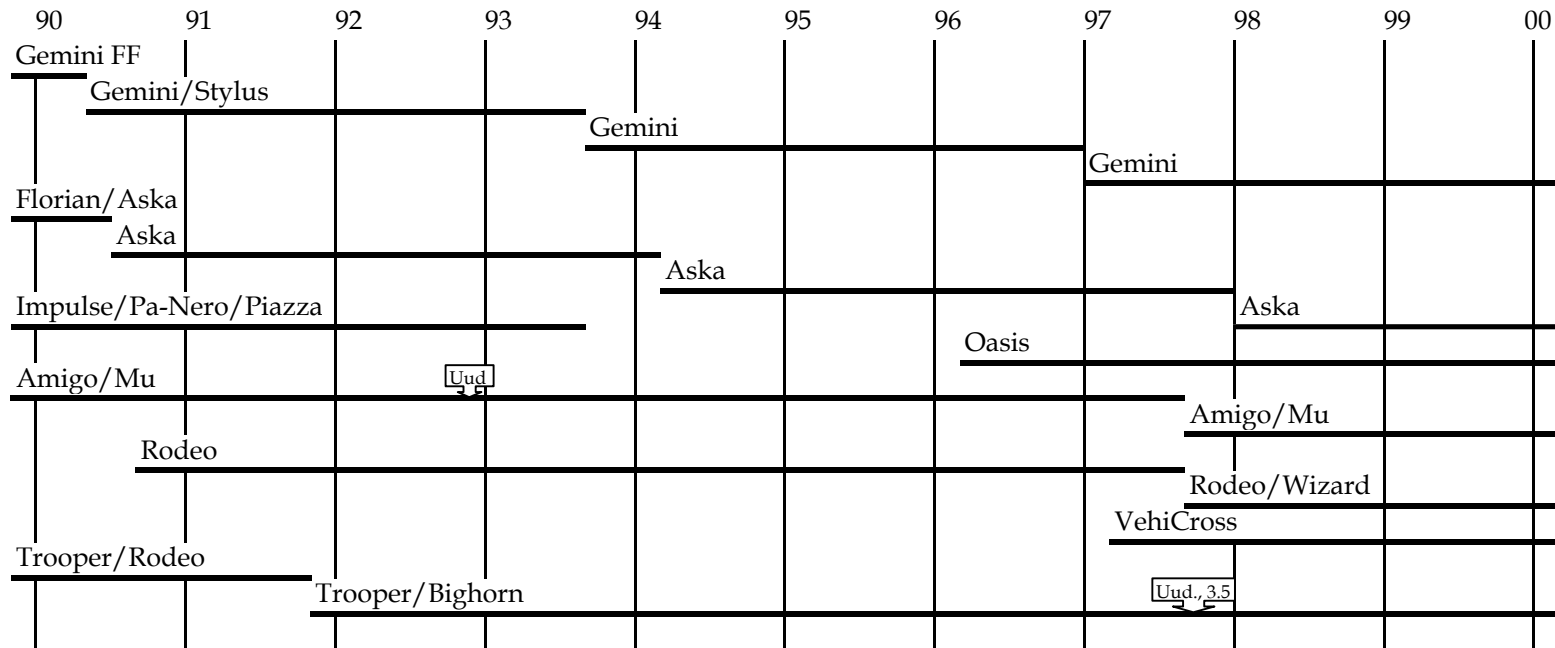 90 91 92 93 94 95 96 97 98 99 00
Gemini FF
Gemini/Stylus
Gemini
Gemini
Florian/Aska
Aska
Aska
Impulse/Pa-Nero/Piazza
Aska
Oasis
Amigo/Mu
Uud
Amigo/Mu
Rodeo
Rodeo/Wizard
VehiCross
Trooper/Rodeo
Trooper/Bighorn
Uud., 3.5